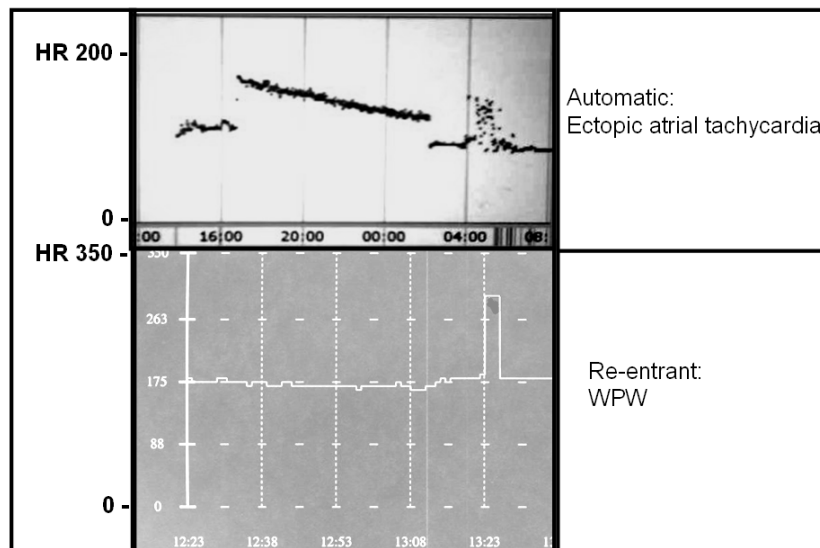 HR 200 -
Automatic:
Ectopic atrial tachycardia
0 -
:00 16:00 20:00 00:00 04:00 08:
HR 350 -
350
263
175
Re-entrant:
WPW
88
0 -
0
12:23 12:38 12:53 13:08 13:23 1